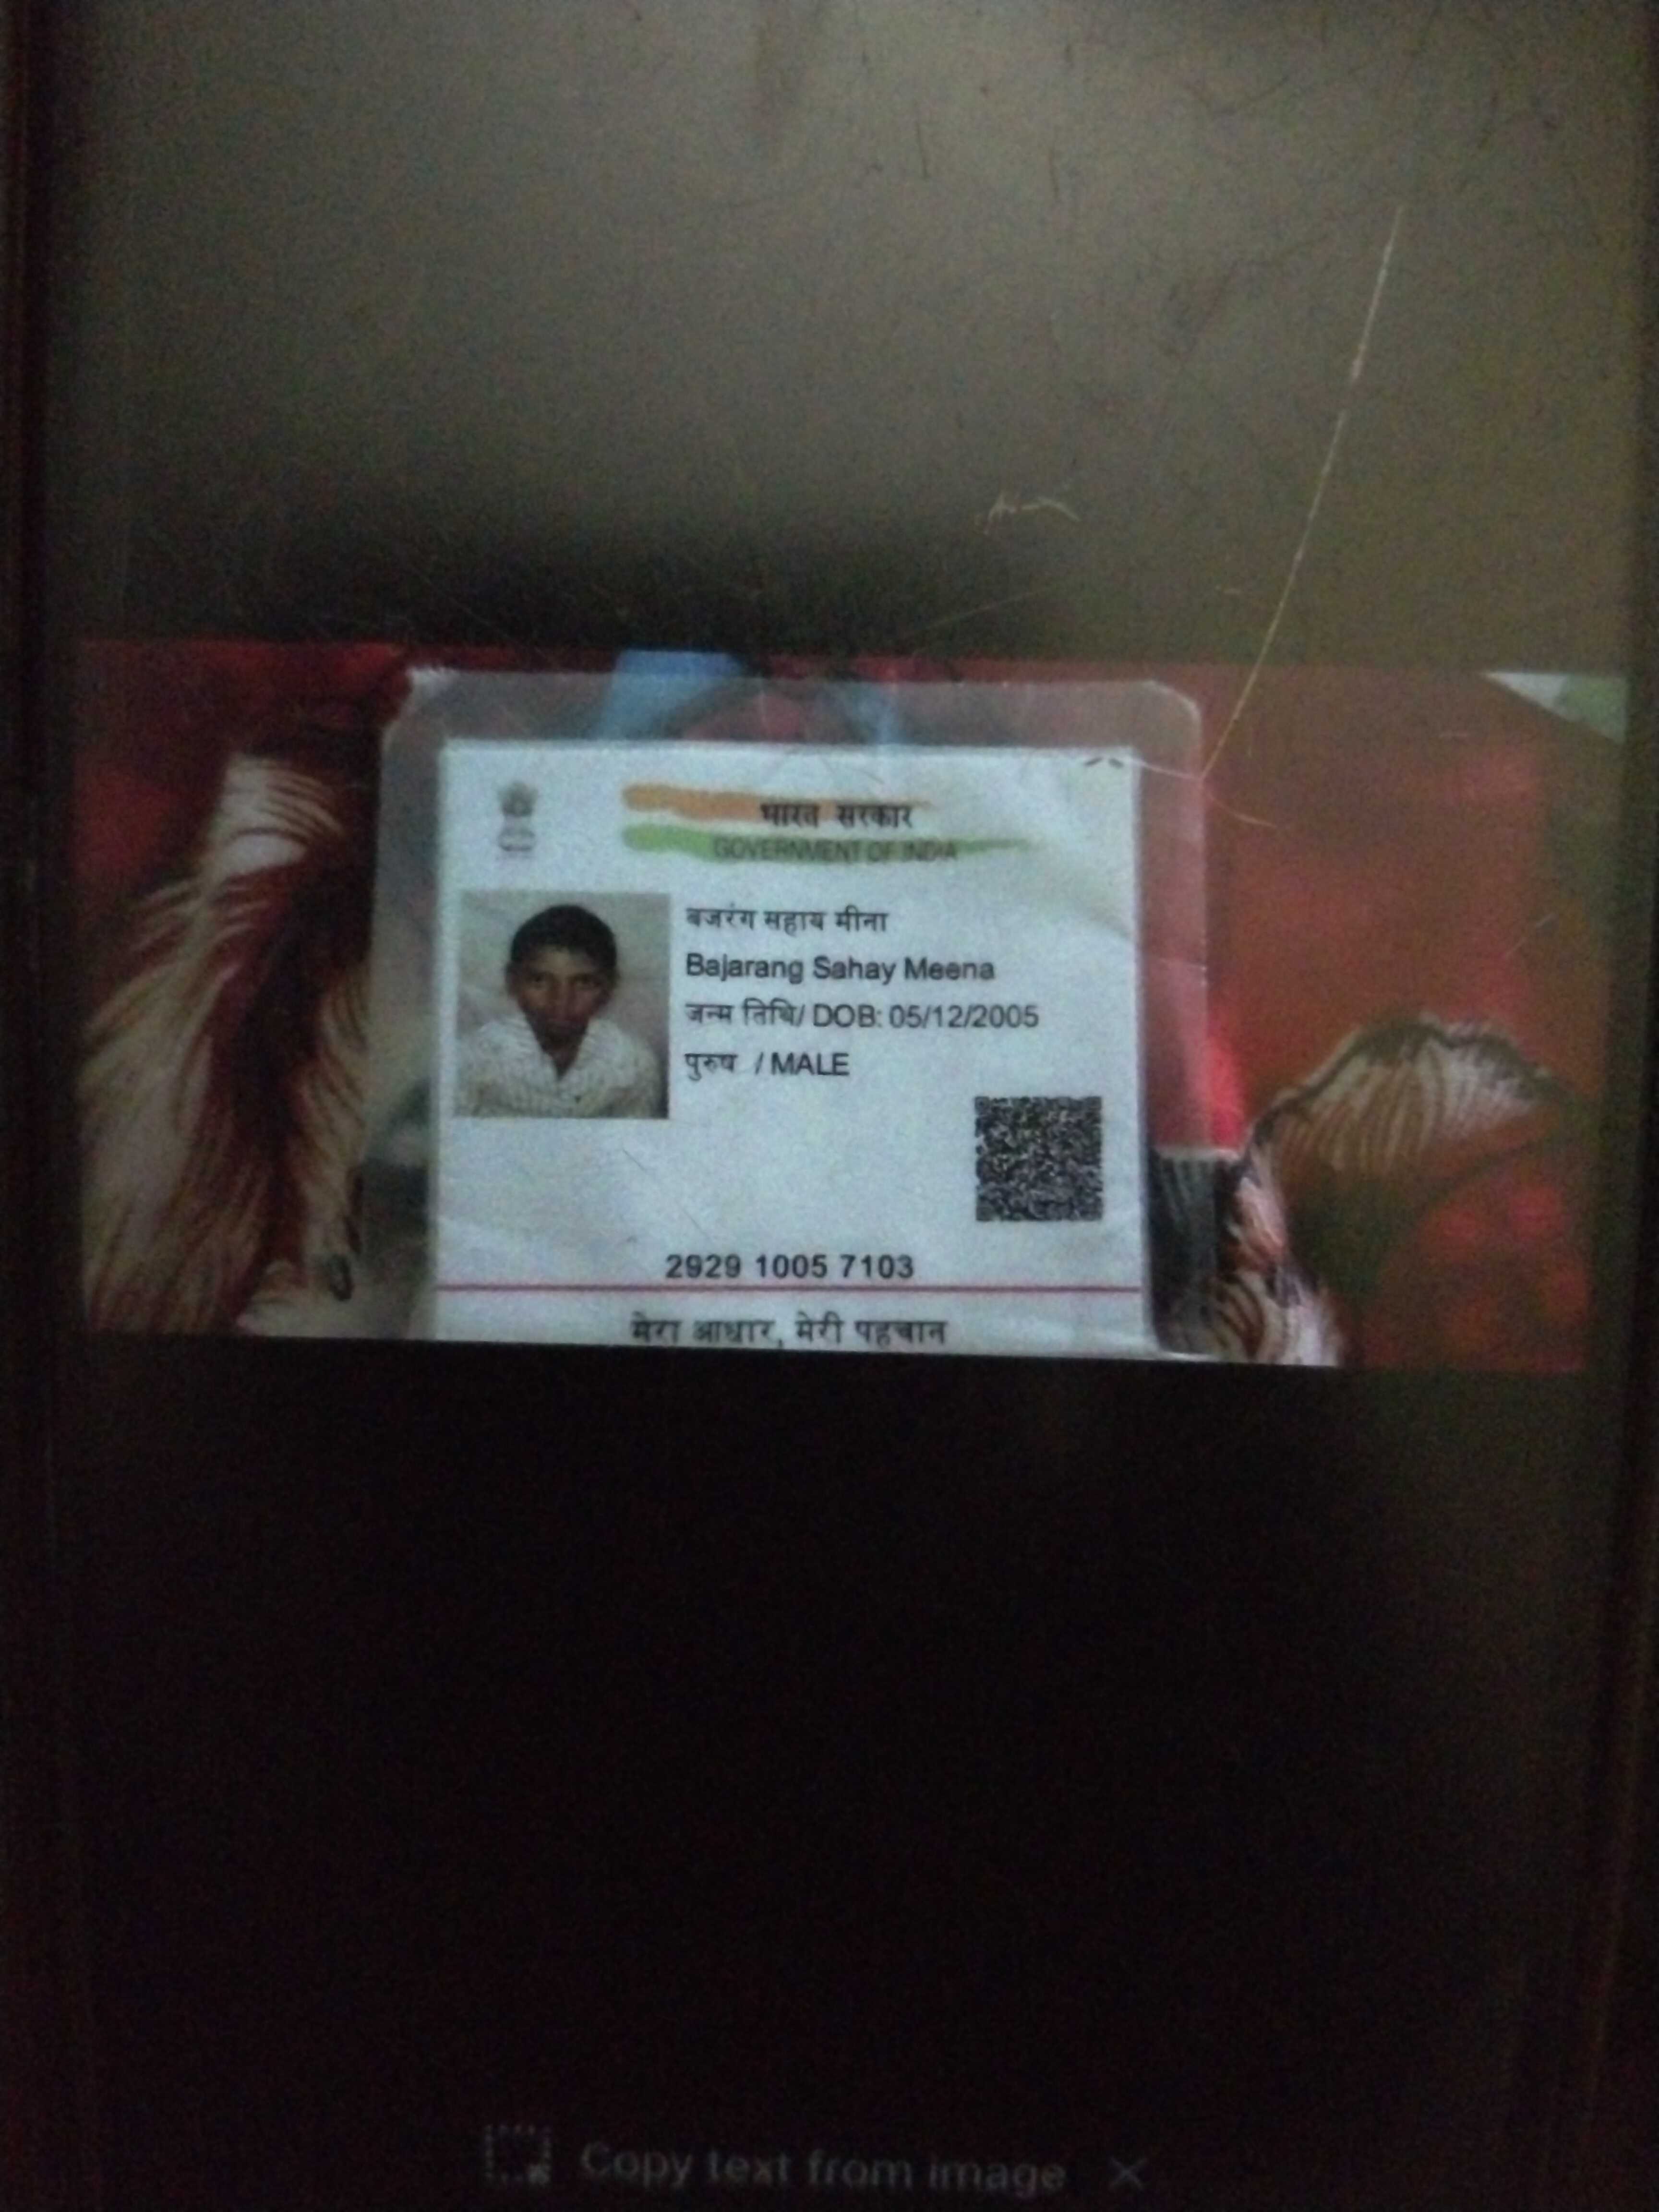 भारत सरकार
GOVERNMENT OF INDIA
बजरंग सहाय मीना
Bajarang Sahay Meena
जन्म तिथि/ DOB: 05/12/2005
पुरुष / MALE
2929 1005 7103
मेरा आधार, मेरी पहचान
Copy text from image